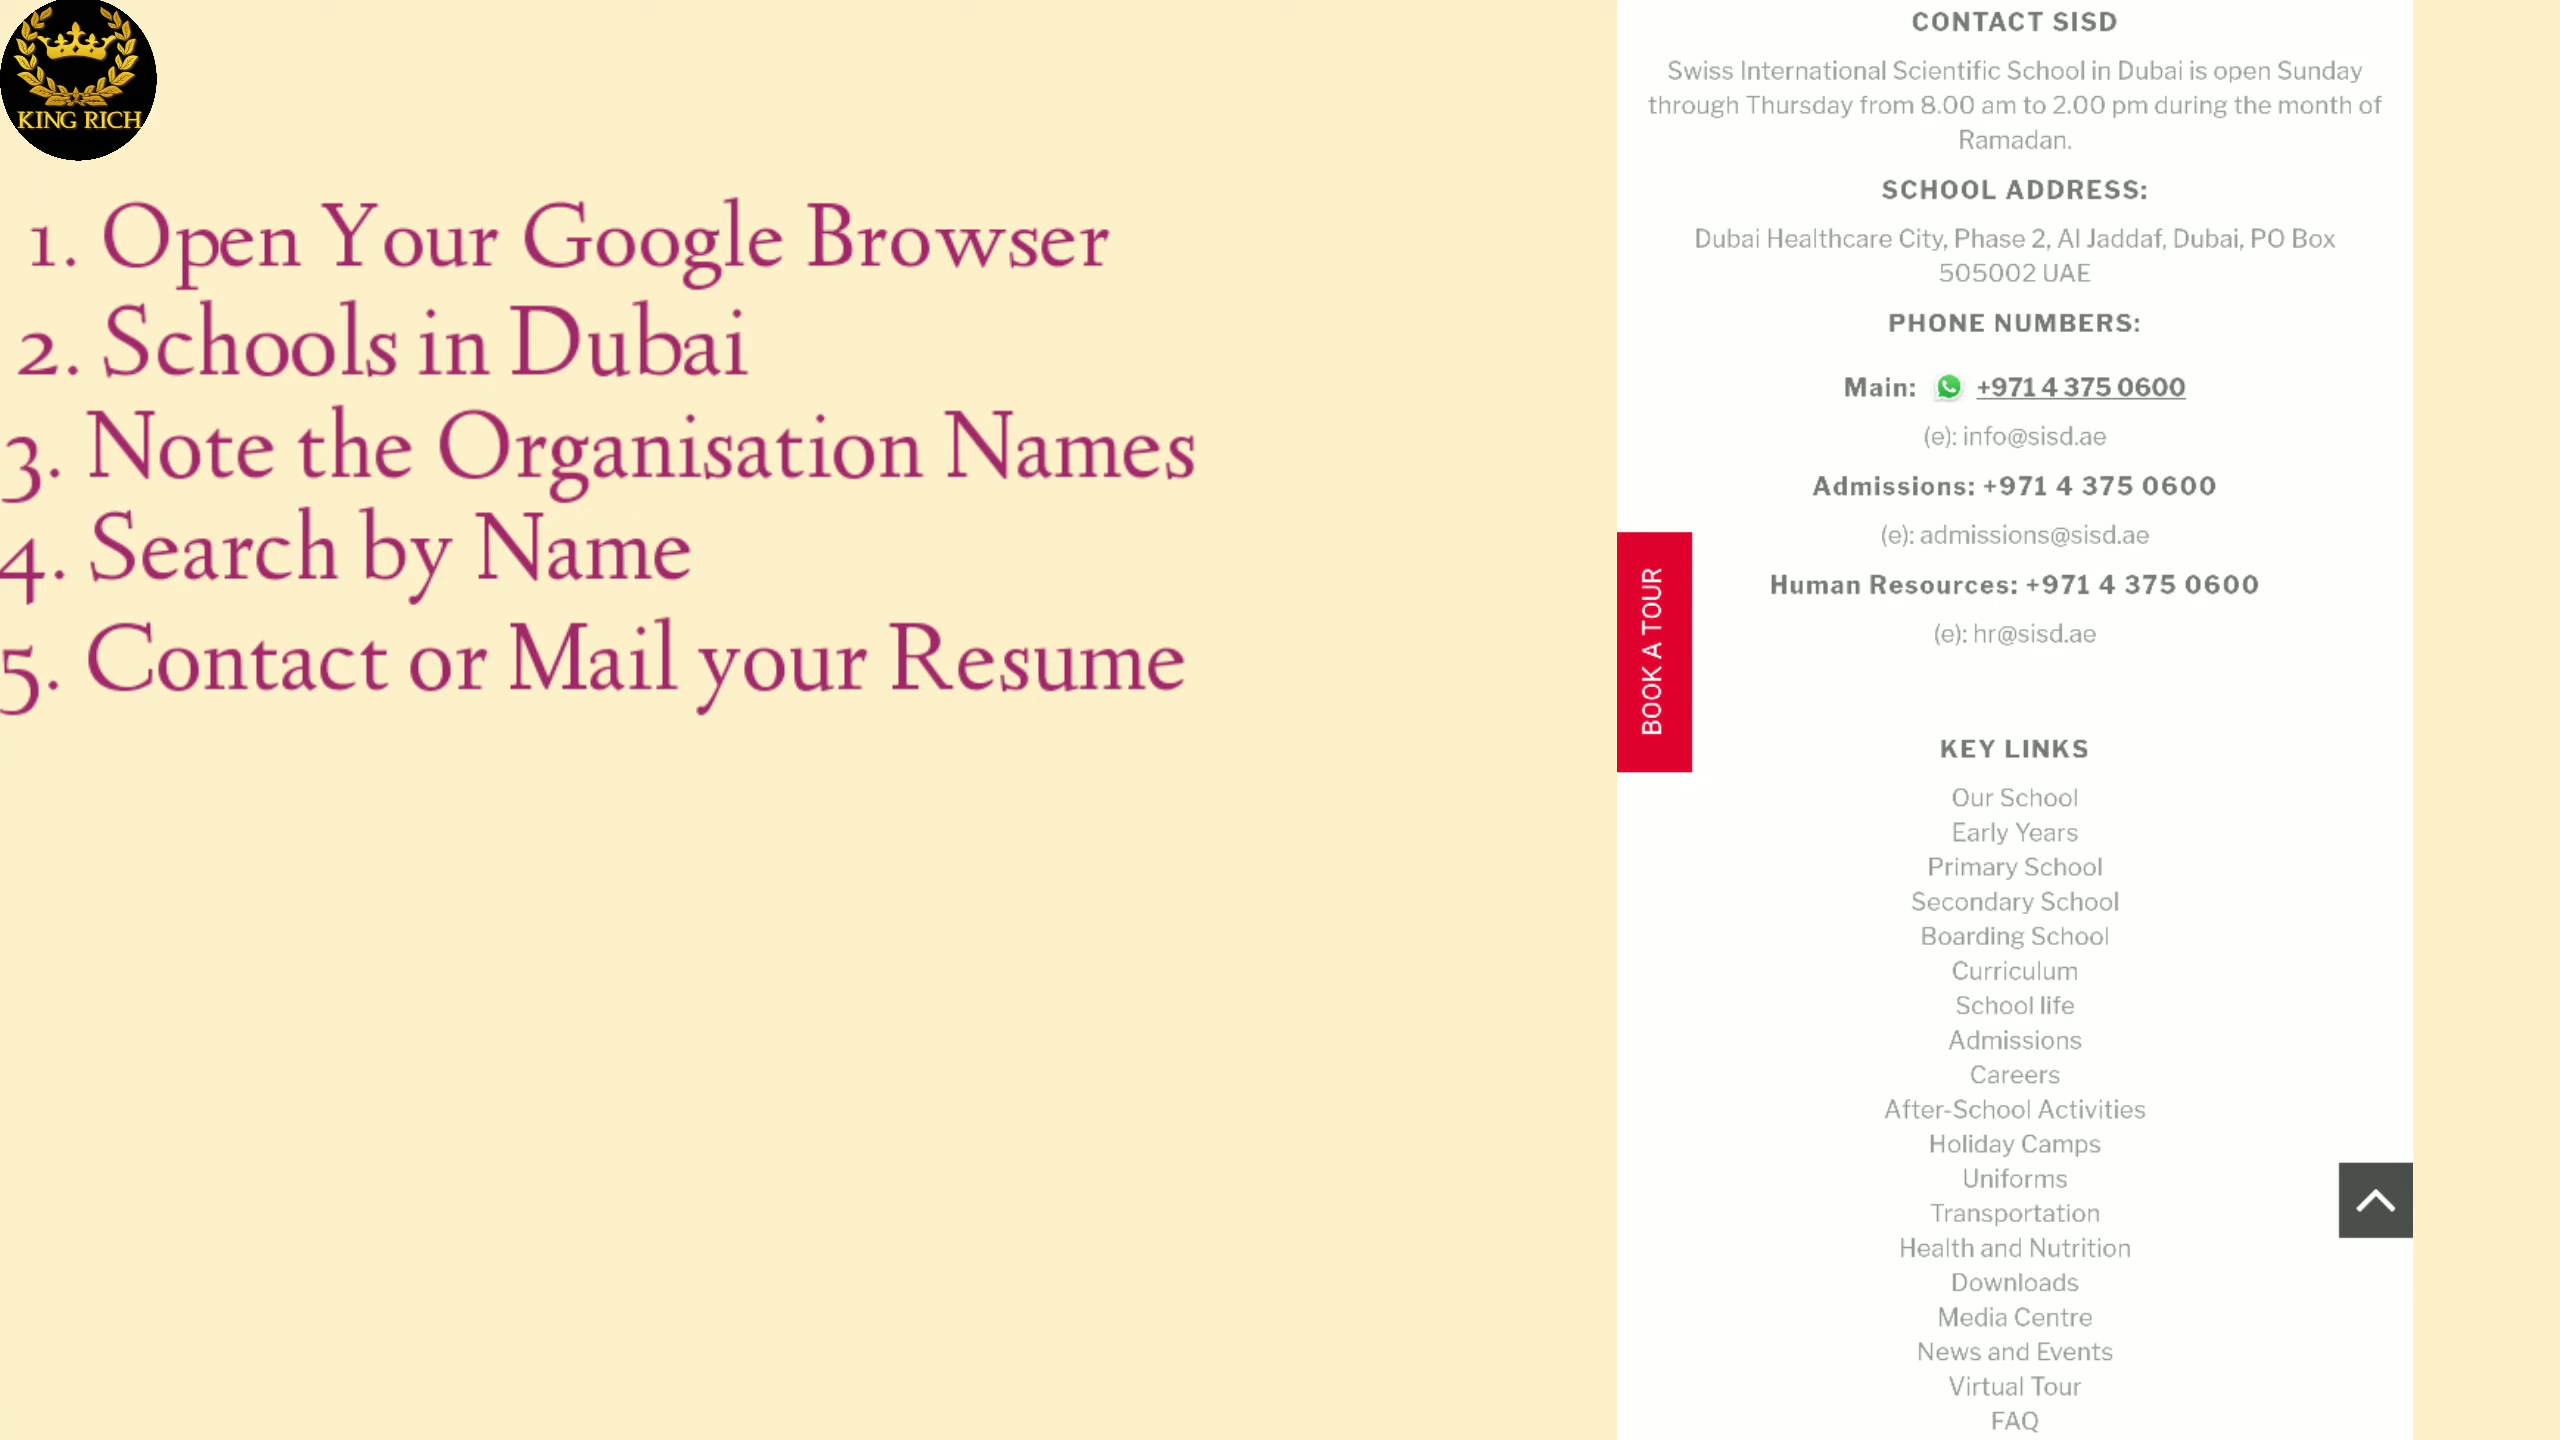 KING RICH
1. Open Your Google Browser
2. Schools in Dubai
3. Note the Organisation Names
4. Search by Name
5. Contact or Mail your Resume
CONTACT SISD
Swiss International Scientific School in Dubai is open Sunday
through Thursday from 8.00 am to 2.00 pm during the month of
Ramadan.
SCHOOL ADDRESS:
Dubai Healthcare City, Phase 2, Al Jaddaf, Dubai, PO Box
505002 UAE
PHONE NUMBERS:
Main: +971 4 375 0600
(e): info@sisd.ae
Admissions: +971 4 375 0600
(e): admissions@sisd.ae
Human Resources: +971 4 375 0600
(e): hr@sisd.ae
BOOK A TOUR
KEY LINKS
Our School
Early Years
Primary School
Secondary School
Boarding School
Curriculum
School life
Admissions
Careers
After-School Activities
Holiday Camps
Uniforms
Transportation
Health and Nutrition
Downloads
Media Centre
News and Events
Virtual Tour
FAQ